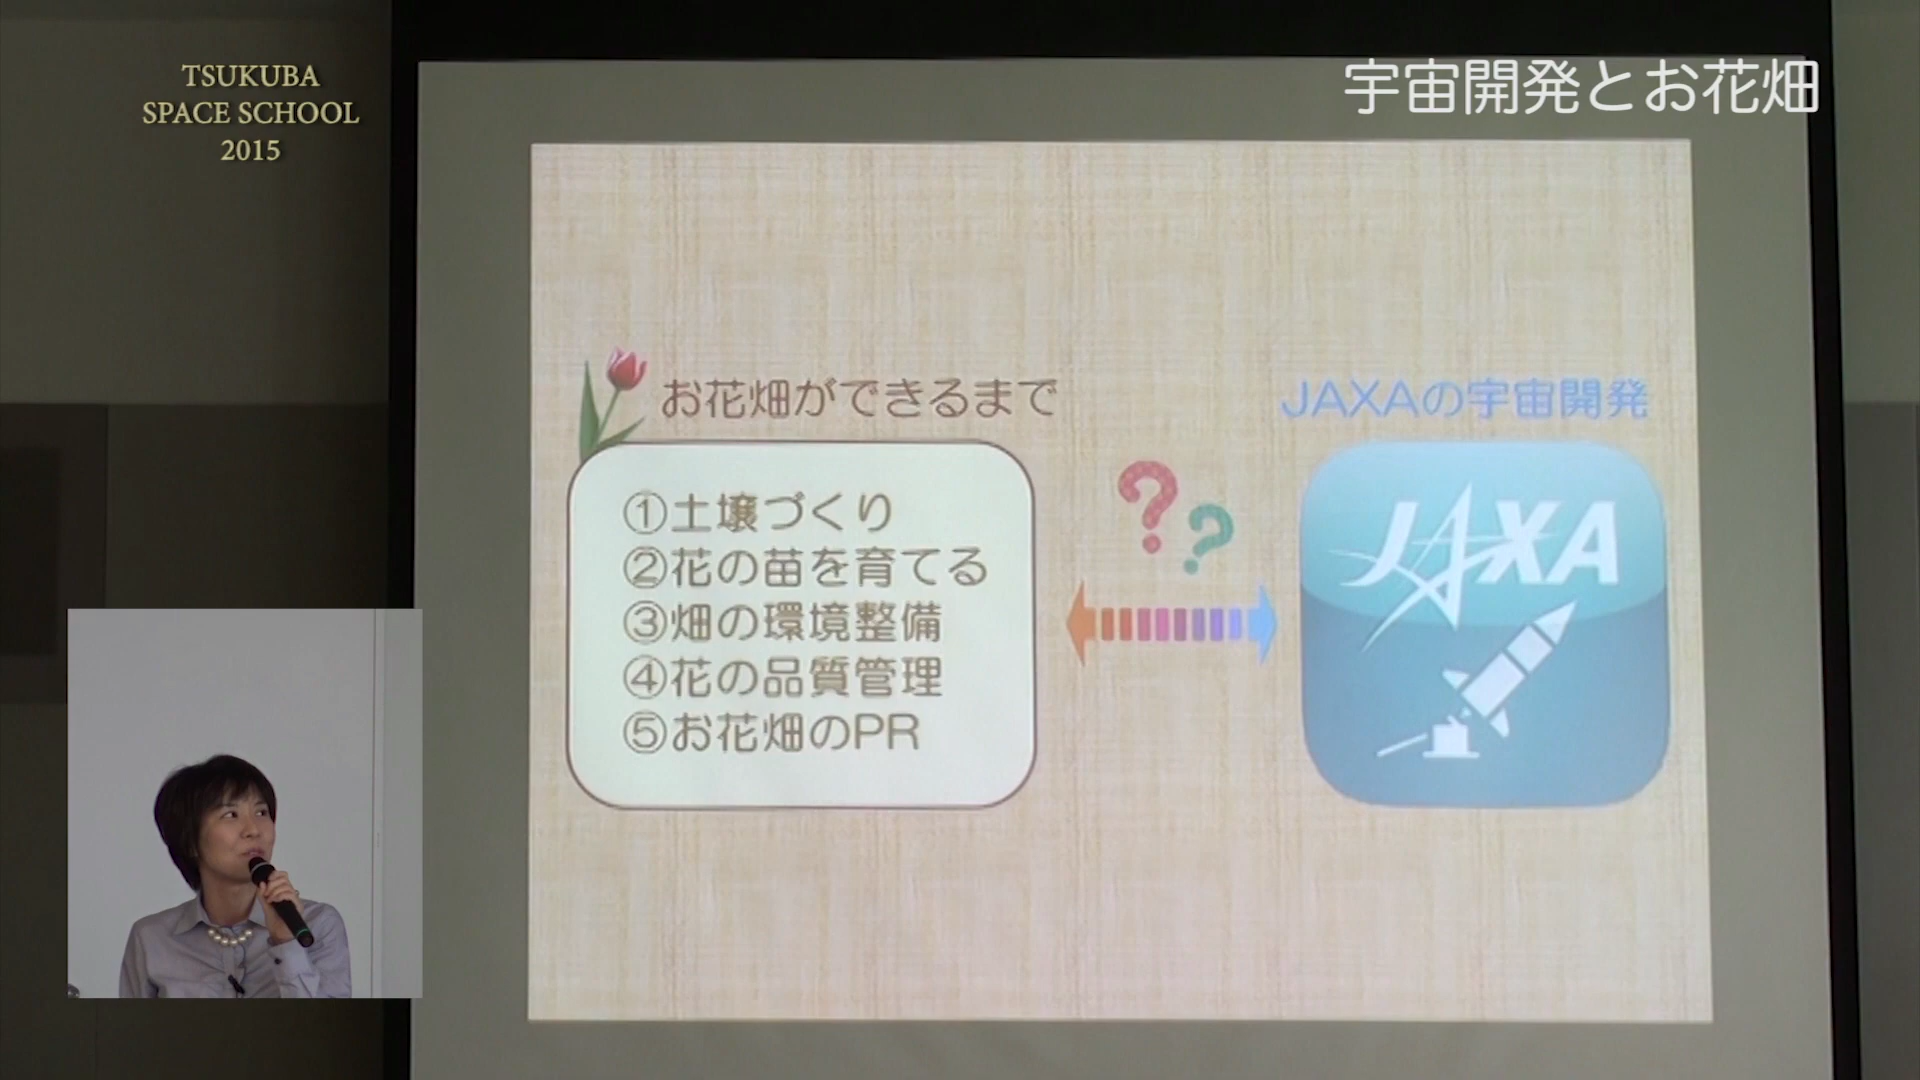 TSUKUBA
SPACE SCHOOL
2015
宇宙開発とお花畑
お花畑ができるまで
①土壌づくり
②花の苗を育てる
③畑の環境整備
④花の品質管理
⑤お花畑のPR
??
JAXAの宇宙開発
JAXA